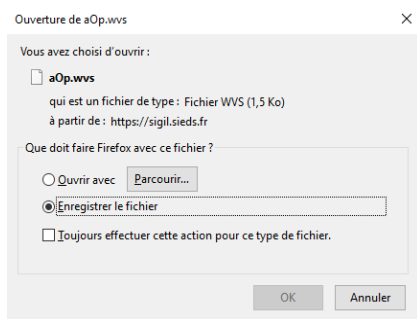 Ouverture de aOp.wvs
Vous avez choisi d'ouvrir :
aOp.wvs
qui est un fichier de type : Fichier WVS (1,5 Ko)
à partir de : https://sigil.sieds.fr
Que doit faire Firefox avec ce fichier ?
Ouvrir avec Parcourir...
Enregistrer le fichier
Toujours effectuer cette action pour ce type de fichier.
OK Annuler